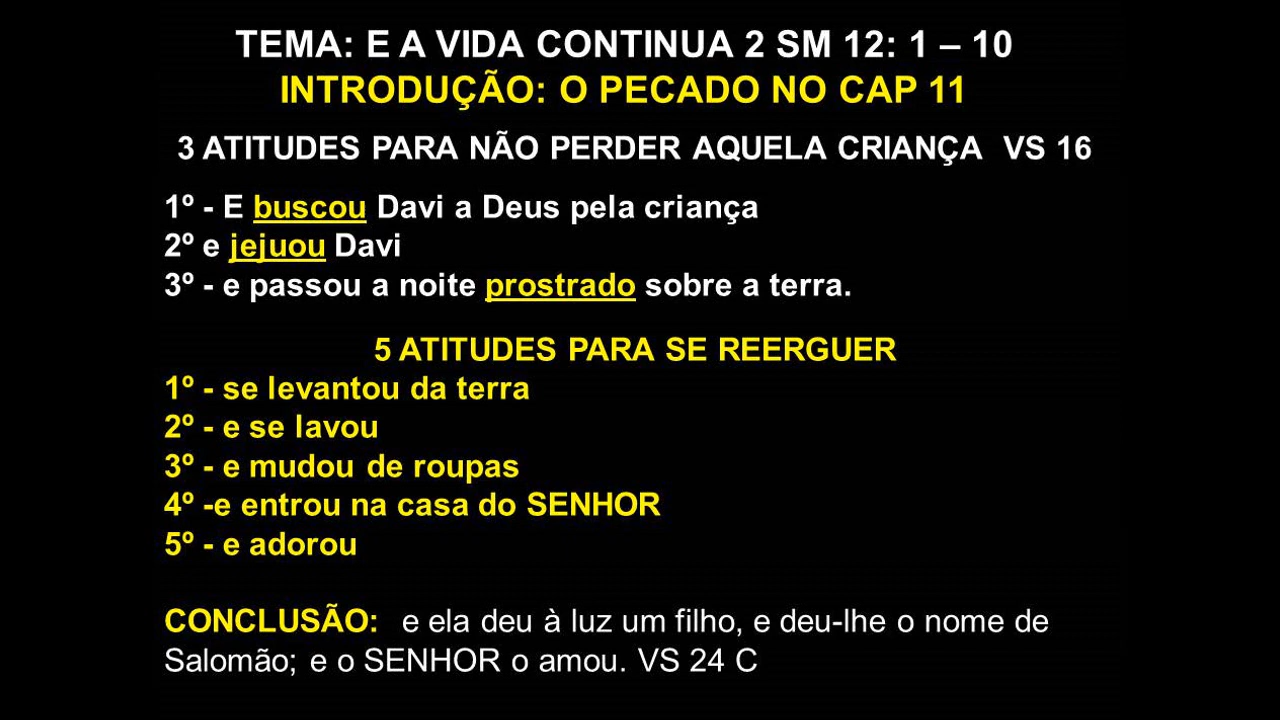 TEMA: E A VIDA CONTINUA 2 SM 12: 1 – 10
INTRODUÇÃO: O PECADO NO CAP 11
3 ATITUDES PARA NÃO PERDER AQUELA CRIANÇA VS 16
1º - E buscou Davi a Deus pela criança
2º e jejuou Davi
3º - e passou a noite prostrado sobre a terra.
5 ATITUDES PARA SE REERGUER
1º - se levantou da terra
2º - e se lavou
3º - e mudou de roupas
4º -e entrou na casa do SENHOR
5º - e adorou
CONCLUSÃO: e ela deu à luz um filho, e deu-lhe o nome de
Salomão; e o SENHOR o amou. VS 24 C